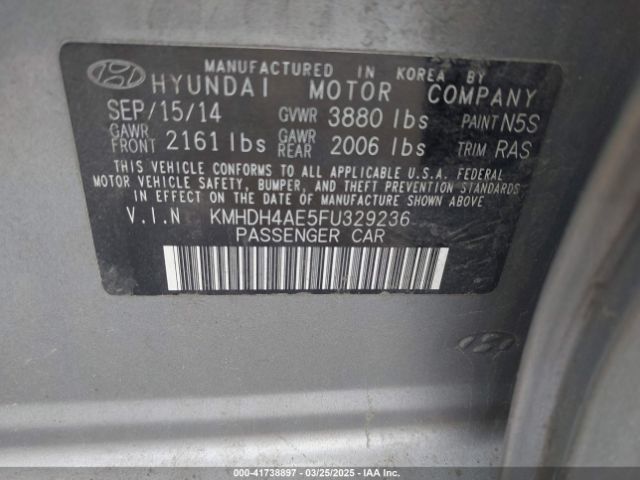 MANUFACTURED IN KOREA BY
HYUNDAI MOTOR COMPANY
SEP/15/14 GVWR 3880 lbs PAINT N5S
GAWR FRONT 2161 lbs GAWR REAR 2006 lbs TRIM RAS
THIS VEHICLE CONFORMS TO ALL APPLICABLE U.S.A. FEDERAL
MOTOR VEHICLE SAFETY, BUMPER, AND THEFT PREVENTION STANDARDS
IN EFFECT ON THE DATE OF MANUFACTURE SHOWN ABOVE
V.I.N KMHDH4AE5FU329236
PASSENGER CAR
000-41738897 - 03/25/2025 - IAA, Inc.